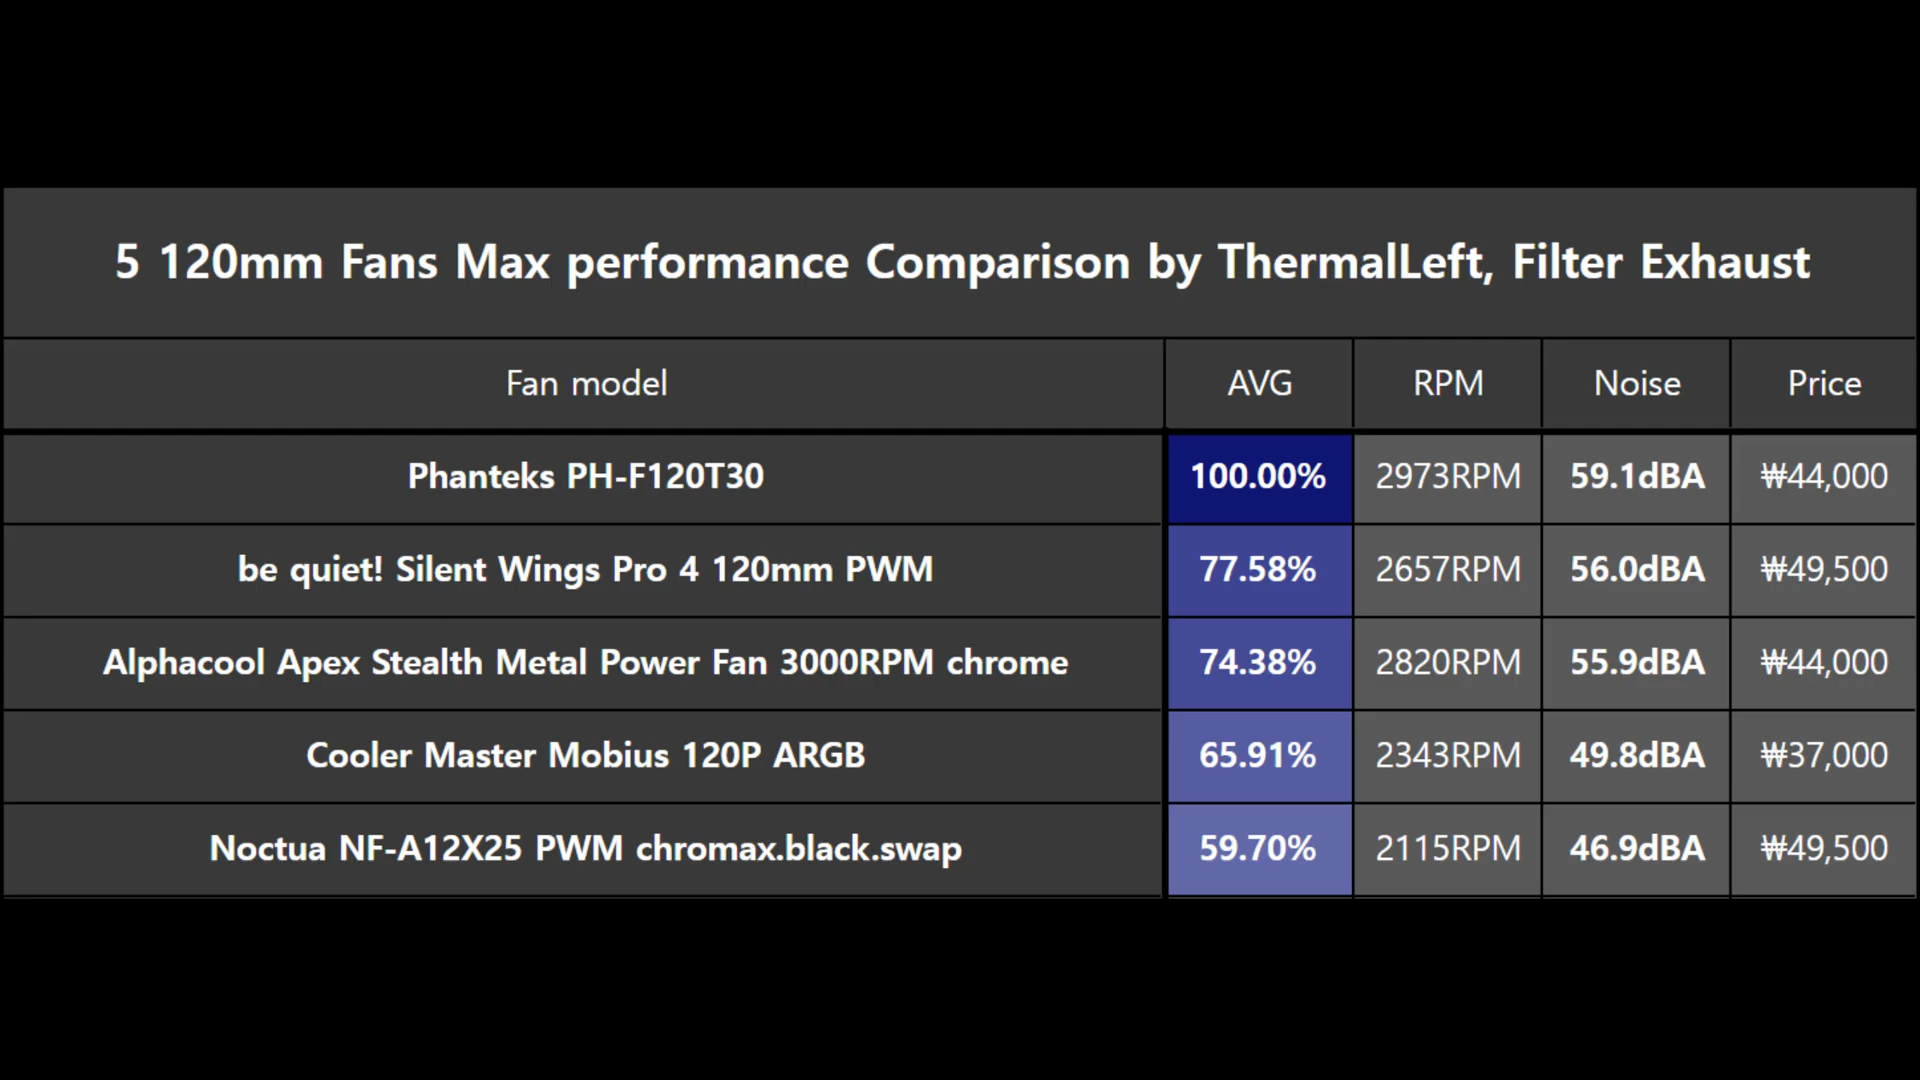 5 120mm Fans Max performance Comparison by ThermalLeft, Filter Exhaust
Fan model AVG RPM Noise Price
Phanteks PH-F120T30 100.00% 2973RPM 59.1dBA ₩44,000
be quiet! Silent Wings Pro 4 120mm PWM 77.58% 2657RPM 56.0dBA ₩49,500
Alphacool Apex Stealth Metal Power Fan 3000RPM chrome 74.38% 2820RPM 55.9dBA ₩44,000
Cooler Master Mobius 120P ARGB 65.91% 2343RPM 49.8dBA ₩37,000
Noctua NF-A12X25 PWM chromax.black.swap 59.70% 2115RPM 46.9dBA ₩49,500